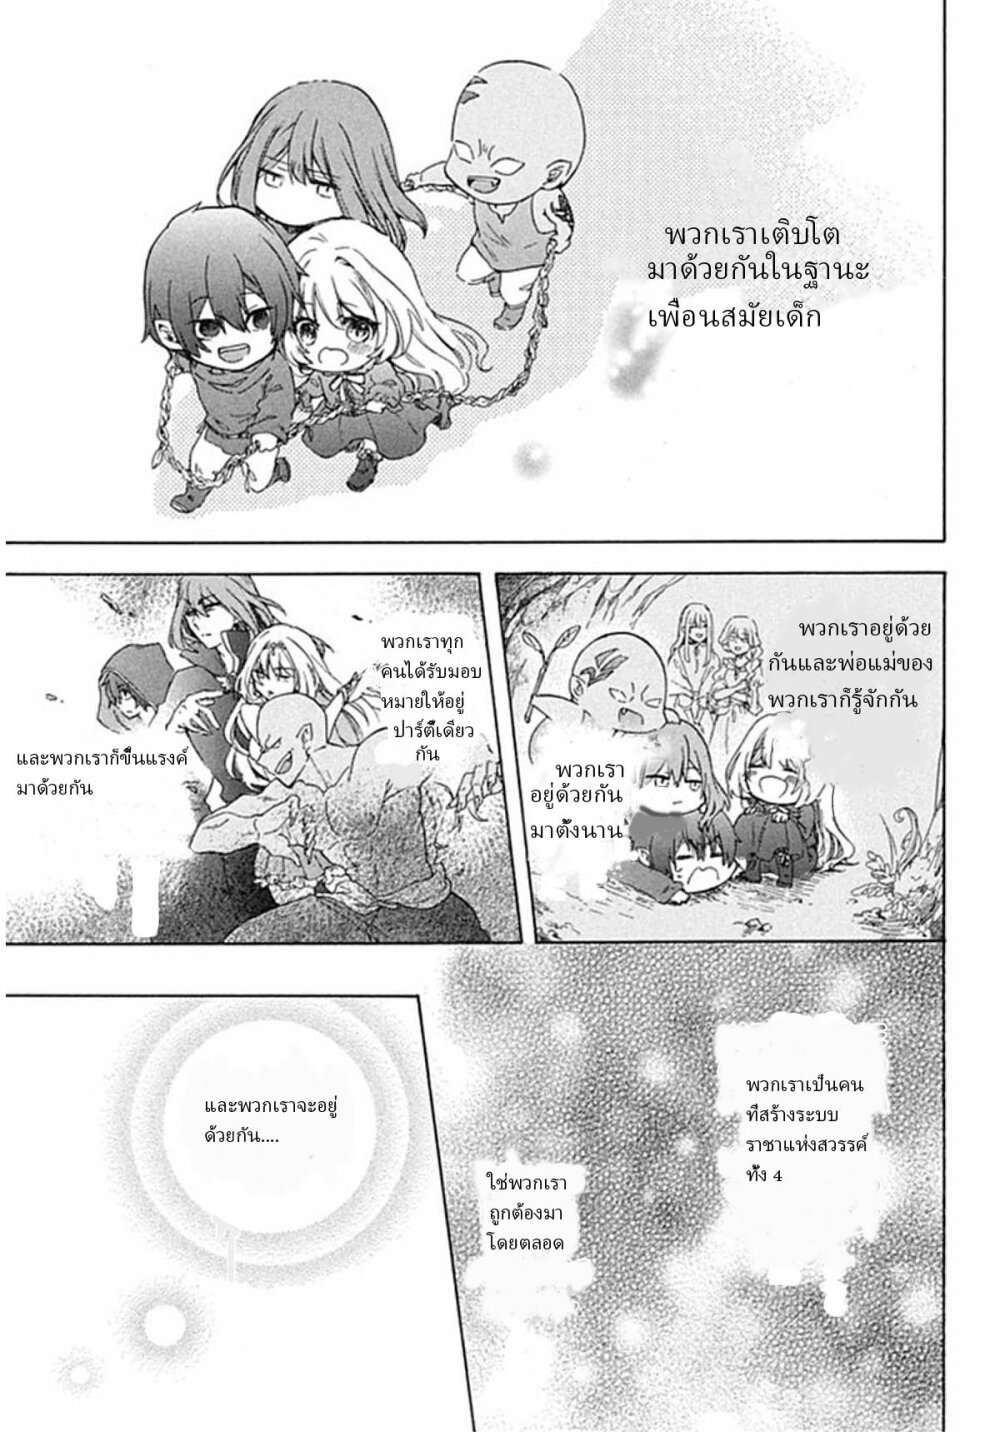 พวกเราเติบโต
มาด้วยกันในฐานะ
เพื่อนสมัยเด็ก
พวกเราอยู่ด้วย
กันและพ่อแม่ของ
พวกเราก็รู้จักกัน
พวกเรา
อยู่ด้วยกัน
มาตั้งนาน
พวกเราทุก
คนได้รับมอบ
หมายให้อยู่
ปาร์ตี้เดียว
กัน
และพวกเราก็ขึ้นแรงค์
มาด้วยกัน
พวกเราเป็นคน
ที่สร้างระบบ
ราชาแห่งสวรรค์
ทั้ง 4
ใช่พวกเรา
ถูกต้องมา
โดยตลอด
และพวกเราจะอยู่
ด้วยกัน....